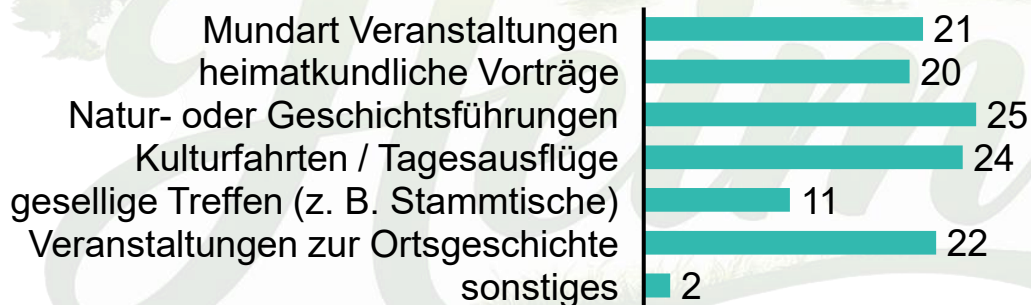 Mundart Veranstaltungen 21
heimatkundliche Vorträge 20
Natur- oder Geschichtsführungen 25
Kulturfahrten / Tagesausflüge 24
gesellige Treffen (z. B. Stammtische) 11
Veranstaltungen zur Ortsgeschichte 22
sonstiges 2